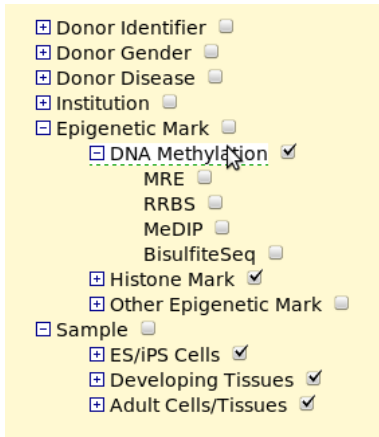 Donor Identifier
Donor Gender
Donor Disease
Institution
Epigenetic Mark
DNA Methylation
MRE
RRBS
MeDIP
BisulfiteSeq
Histone Mark
Other Epigenetic Mark
Sample
ES/iPS Cells
Developing Tissues
Adult Cells/Tissues